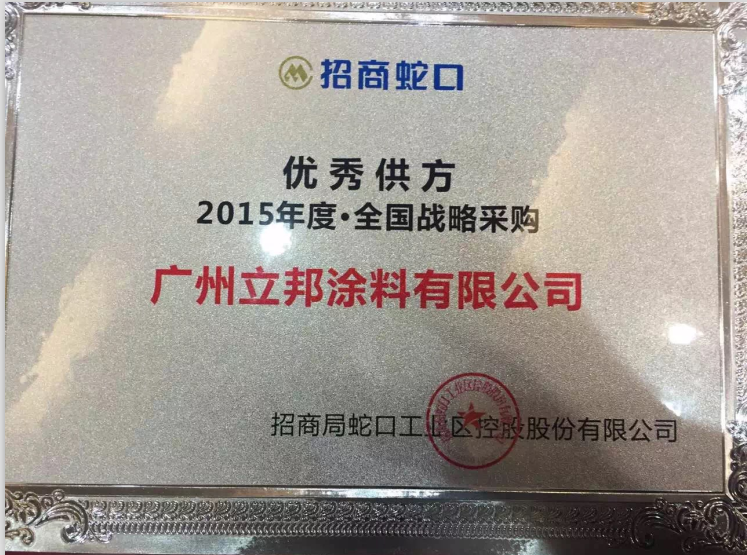 招商蛇口
优秀供方
2015年度·全国战略采购
广州立邦涂料有限公司
招商局蛇口工业区控股股份有限公司